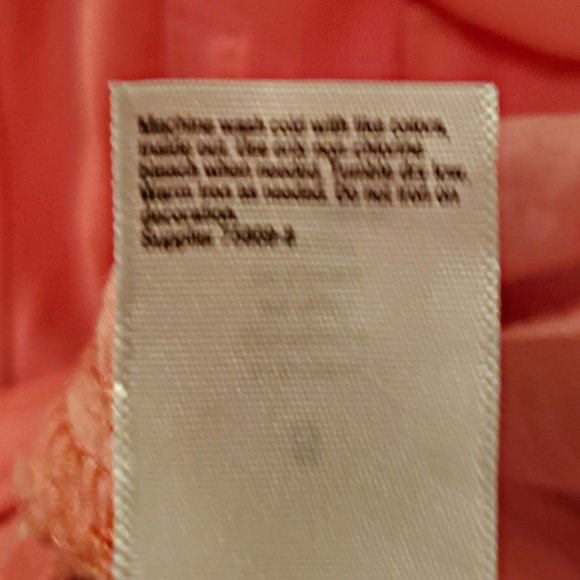 Machine wash cold with like colors,
inside out. Use only non-chlorine
bleach when needed. Tumble dry low.
Warm iron as needed. Do not iron on
decoration.
Supplier